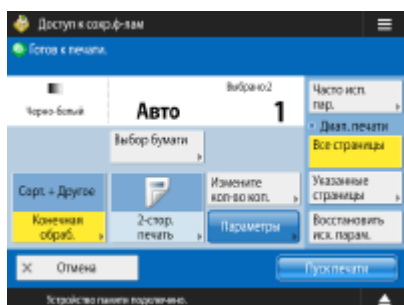 Доступ к сохр.ф-лам
Готов к печати.
Черно-белый
Авто
Выбрано:2
1
Часто исп.
пар.
Диап. печати
Все страницы
Выбор бумаги
Сорт. + Другое
Измените
кол-во коп.
Указанные
страницы
Конечная
обраб.
2-стор.
печать
Параметры
Восстановить
исх. парам.
Отмена
Пуск печати
Устройство памяти подключено.